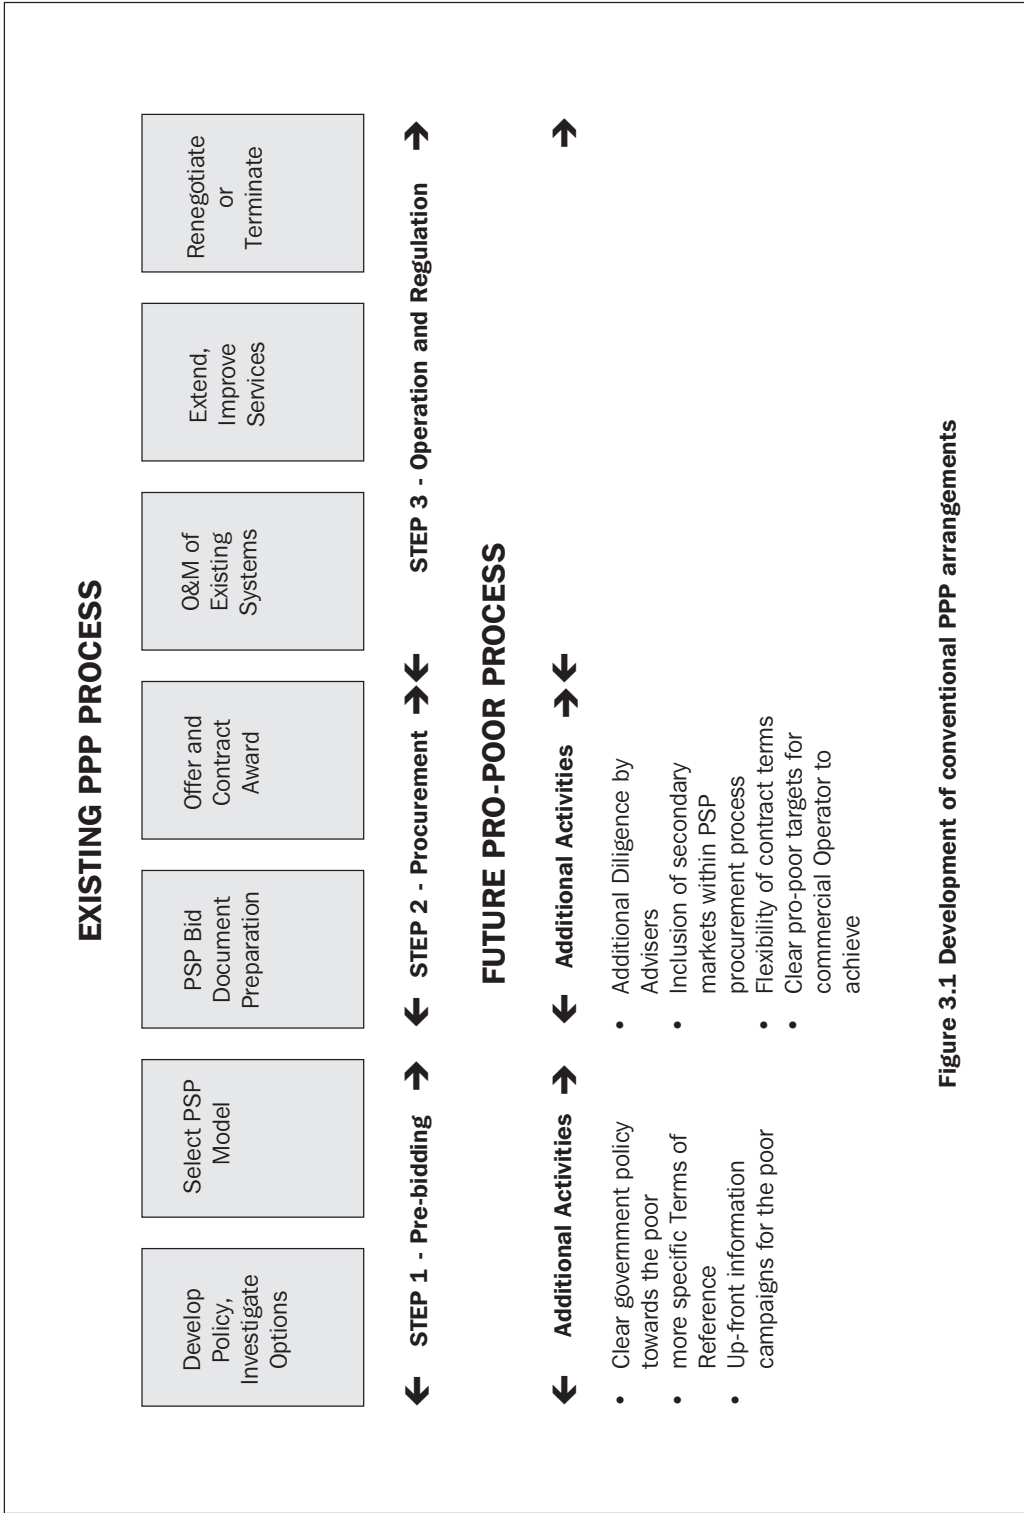 EXISTING PPP PROCESS
Develop
Policy,
Investigate
Options
Select PSP
Model
PSP Bid
Document
Preparation
Offer and
Contract
Award
O&M of
Existing
Systems
Extend,
Improve
Services
Renegotiate
or
Terminate
← STEP 1 - Pre-bidding →
← STEP 2 - Procurement →
← STEP 3 - Operation and Regulation →
FUTURE PRO-POOR PROCESS
← Additional Activities →
• Clear government policy
towards the poor
• more specific Terms of
Reference
• Up-front information
campaigns for the poor
← Additional Activities →
• Additional Diligence by
Advisers
• Inclusion of secondary
markets within PSP
procurement process
• Flexibility of contract terms
• Clear pro-poor targets for
commercial Operator to
achieve
← →
Figure 3.1 Development of conventional PPP arrangements